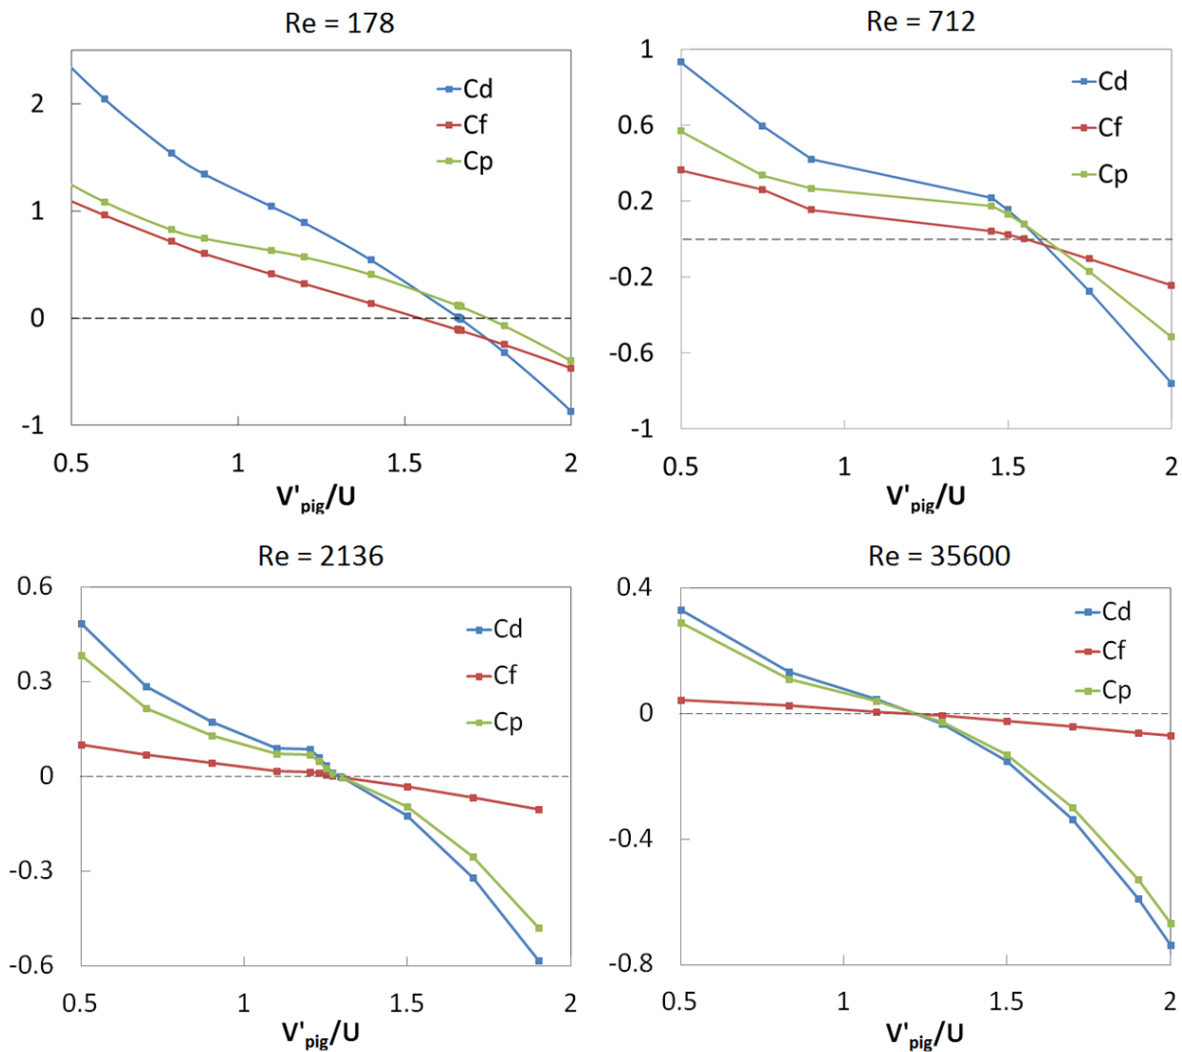 Re = 178
2
1
0
-1
0.5
1
1.5
2
Cd
Cf
Cp
V'pig/U
Re = 712
1
0.6
0.2
-0.2
-0.6
-1
0.5
1
1.5
2
Cd
Cf
Cp
V'pig/U
Re = 2136
0.6
0.3
0
-0.3
-0.6
0.5
1
1.5
2
Cd
Cf
Cp
V'pig/U
Re = 35600
0.4
0
-0.4
-0.8
0.5
1
1.5
2
Cd
Cf
Cp
V'pig/U